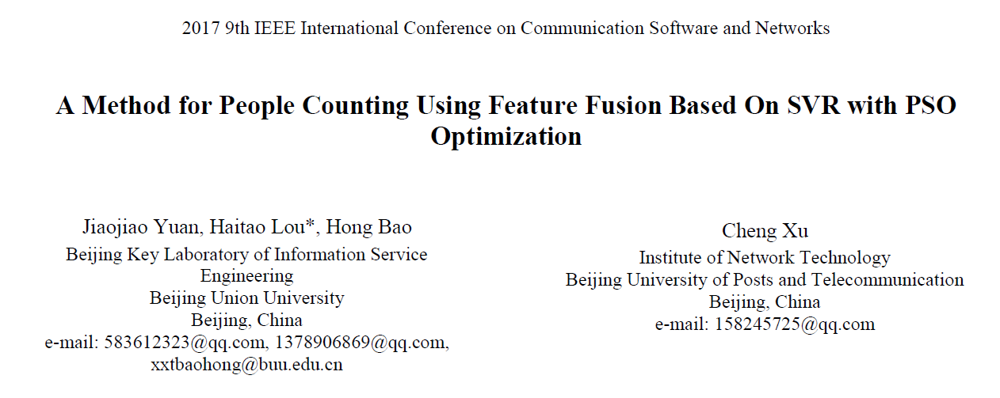 2017 9th IEEE International Conference on Communication Software and Networks
A Method for People Counting Using Feature Fusion Based On SVR with PSO
Optimization
Jiaojiao Yuan, Haitao Lou*, Hong Bao
Beijing Key Laboratory of Information Service
Engineering
Beijing Union University
Beijing, China
e-mail: 583612323@qq.com, 1378906869@qq.com,
xxtbaohong@buu.edu.cn
Cheng Xu
Institute of Network Technology
Beijing University of Posts and Telecommunication
Beijing, China
e-mail: 158245725@qq.com